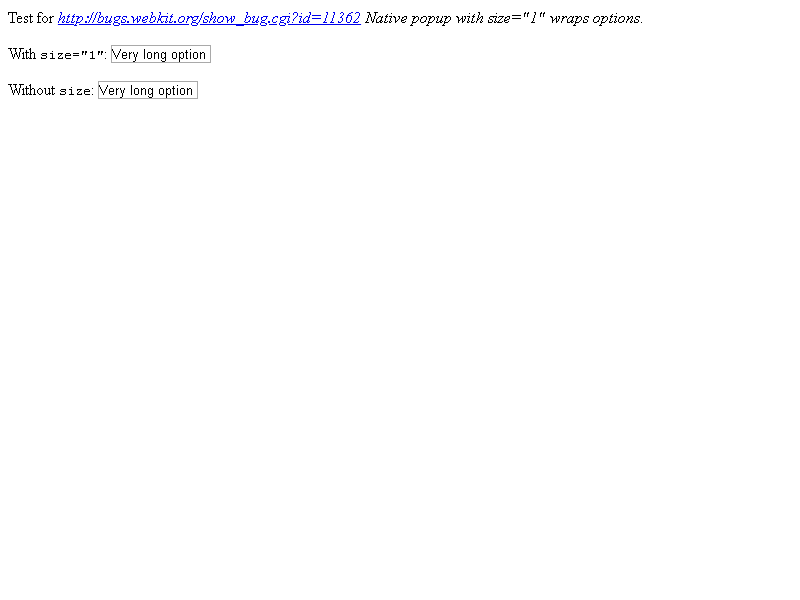 Test for http://bugs.webkit.org/show_bug.cgi?id=11362 Native popup with size="1" wraps options.
With size="1": Very long option
Without size: Very long option